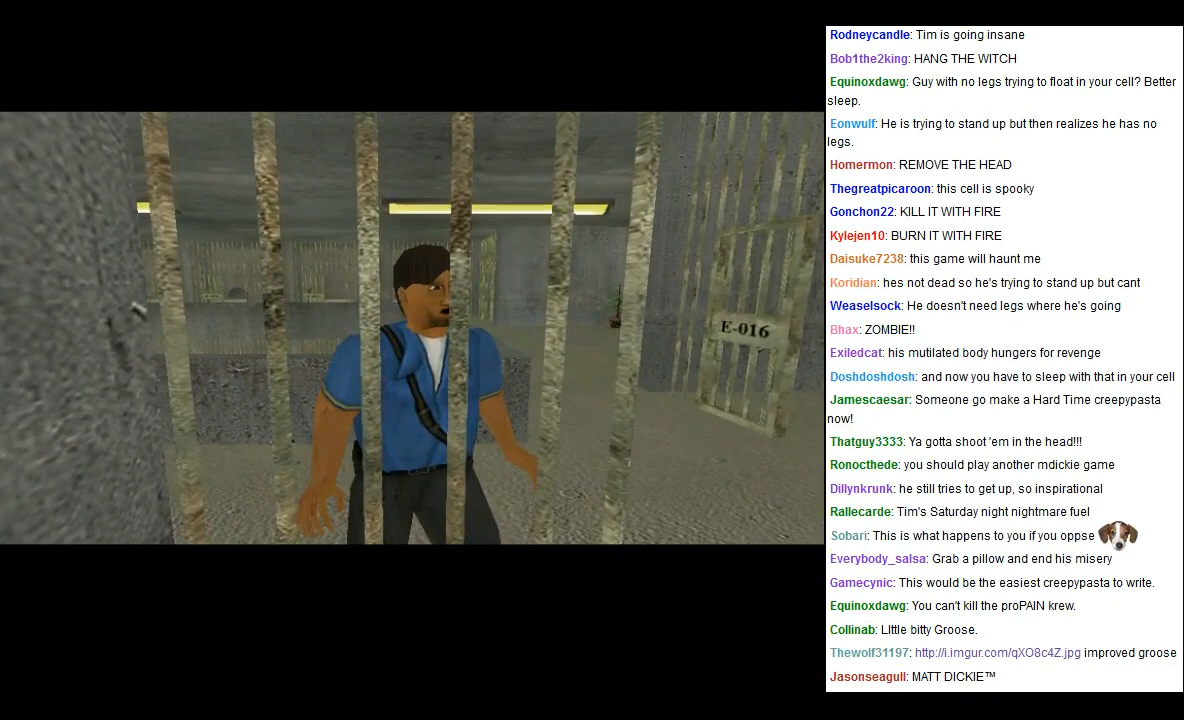 E-016
Rodneycandle: Tim is going insane
Bob1the2king: HANG THE WITCH
Equinoxdawg: Guy with no legs trying to float in your cell? Better
sleep.
Eonwulf: He is trying to stand up but then realizes he has no
legs.
Homermon: REMOVE THE HEAD
Thegreatpicaroon: this cell is spooky
Gonchon22: KILL IT WITH FIRE
Kylejen10: BURN IT WITH FIRE
Daisuke7238: this game will haunt me
Koridian: hes not dead so he's trying to stand up but cant
Weaselsock: He doesn't need legs where he's going
Bhax: ZOMBIE!!
Exiledcat: his mutilated body hungers for revenge
Doshdoshdosh: and now you have to sleep with that in your cell
Jamescaesar: Someone go make a Hard Time creepypasta
now!
Thatguy3333: Ya gotta shoot 'em in the head!!!
Ronocthede: you should play another mdickie game
Dillynkrunk: he still tries to get up, so inspirational
Rallecarde: Tim's Saturday night nightmare fuel
Sobari: This is what happens to you if you oppse
Everybody_salsa: Grab a pillow and end his misery
Gamecynic: This would be the easiest creepypasta to write.
Equinoxdawg: You can't kill the proPAIN krew.
Collinab: LIttle bitty Groose.
Thewolf31197: http://i.imgur.com/qXO8c4Z.jpg improved groose
Jasonseagull: MATT DICKIE™